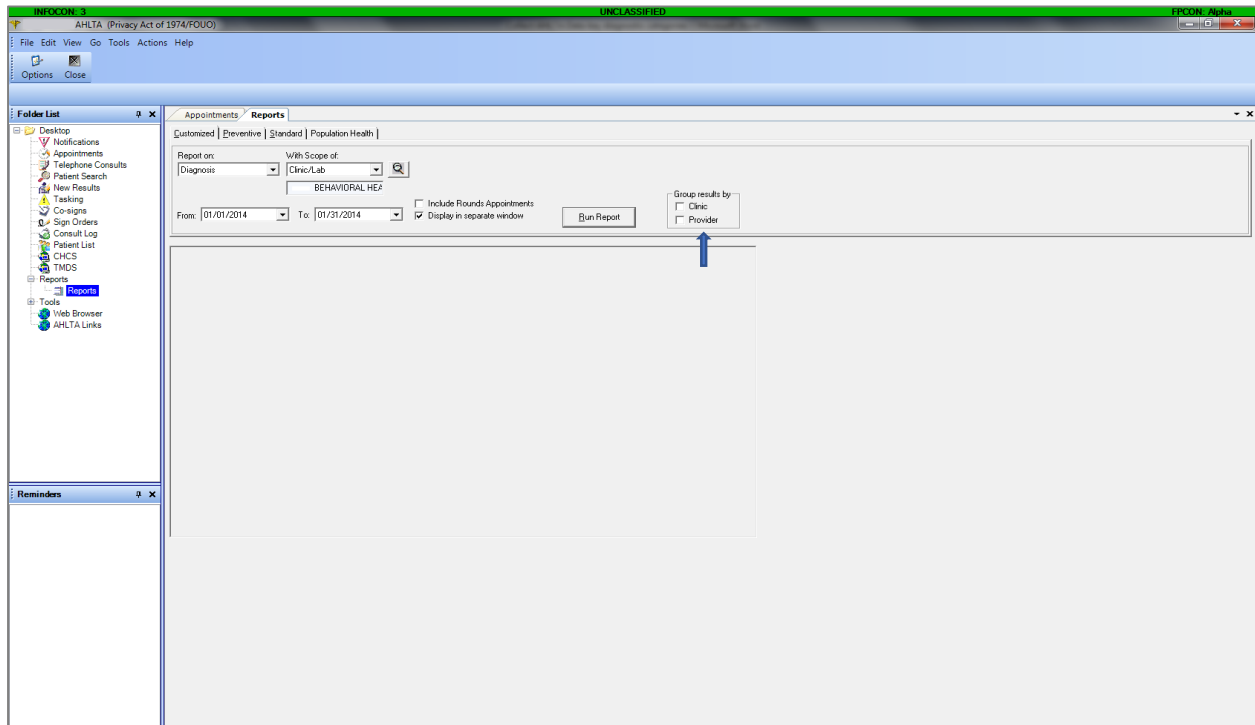 INFOCON: 3 UNCLASSIFIED FPCON: Alpha
AHLTA (Privacy Act of 1974/FOUO)
File Edit View Go Tools Actions Help
Options Close
Folder List
Desktop
Notifications
Appointments
Telephone Consults
Patient Search
New Results
Tasking
Co-signs
Sign Orders
Consult Log
Patient List
CHCS
TMDS
Reports
Reports
Tools
Web Browser
AHLTA Links
Reminders
Appointments Reports
Customized Preventive Standard Population Health
Report on: With Scope of:
Diagnosis Clinic/Lab
BEHAVIORAL HEA
Include Rounds Appointments
From: 01/01/2014 To: 01/31/2014 Display in separate window Run Report
Group results by
Clinic
Provider